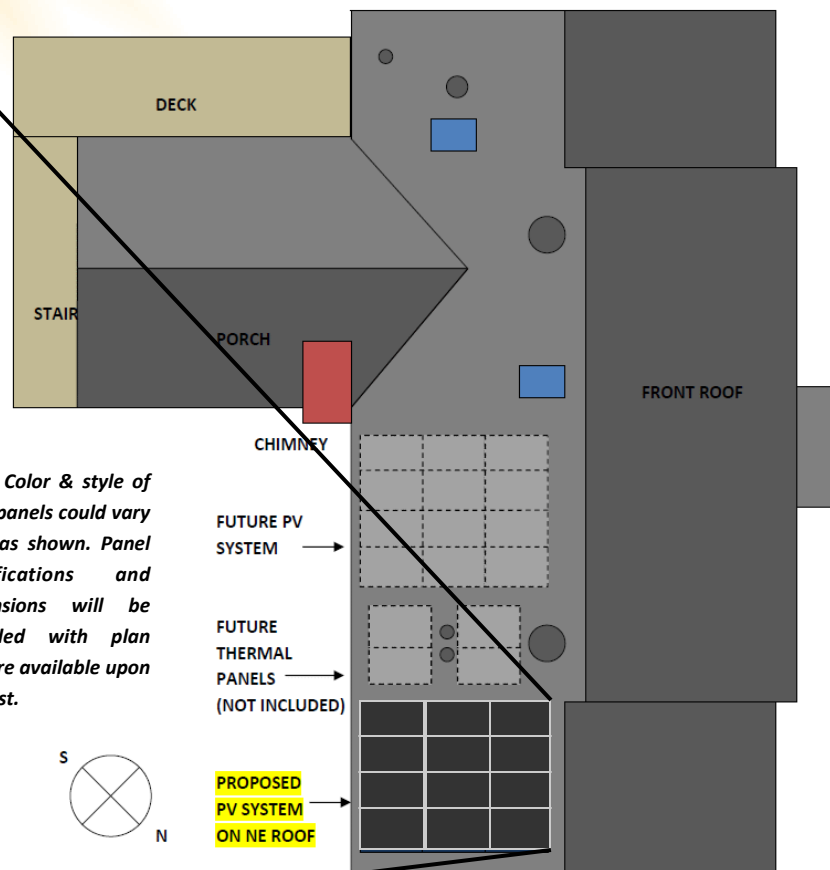 DECK
STAIR
PORCH
FRONT ROOF
CHIMNEY
Color & style of
panels could vary
as shown. Panel
fications and
nsions will be
led with plan
re available upon
st.
FUTURE PV
SYSTEM
FUTURE
THERMAL
PANELS
(NOT INCLUDED)
S
N
PROPOSED
PV SYSTEM
ON NE ROOF